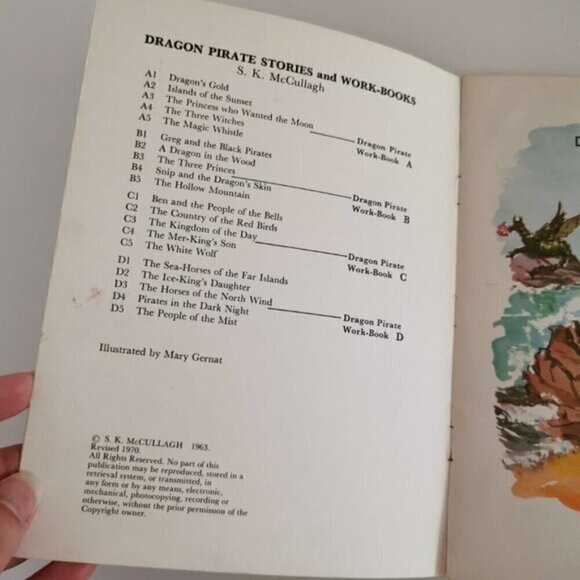 DRAGON PIRATE STORIES and WORK-BOOKS
S. K. McCullagh
A1 Dragon's Gold
A2 Islands of the Sunset
A3 The Princess who Wanted the Moon
A4 The Three Witches
A5 The Magic Whistle
Dragon Pirate
Work-Book A
B1 Greg and the Black Pirates
B2 A Dragon in the Wood
B3 The Three Princes
B4 Snip and the Dragon's Skin
B5 The Hollow Mountain
Dragon Pirate
Work-Book B
C1 Ben and the People of the Bells
C2 The Country of the Red Birds
C3 The Kingdom of the Day
C4 The Mer-King's Son
C5 The White Wolf
Dragon Pirate
Work-Book C
D1 The Sea-Horses of the Far Islands
D2 The Ice-King's Daughter
D3 The Horses of the North Wind
D4 Pirates in the Dark Night
D5 The People of the Mist
Dragon Pirate
Work-Book D
Illustrated by Mary Gernat
© S. K. McCULLAGH 1963.
Revised 1970.
All Rights Reserved. No part of this
publication may be reproduced, stored in a
retrieval system, or transmitted, in
any form or by any means, electronic,
mechanical, photocopying, recording or
otherwise, without the prior permission of the
Copyright owner.
D